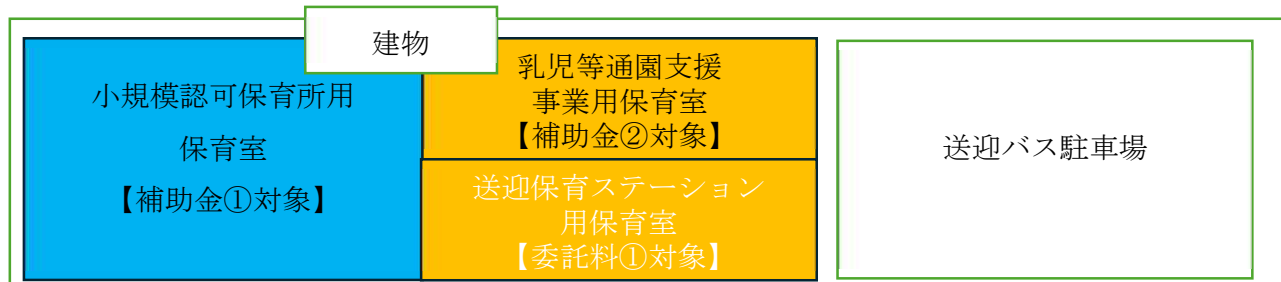 建物
小規模認可保育所用
保育室
【補助金①対象】
乳児等通園支援
事業用保育室
【補助金②対象】
送迎保育ステーション
用保育室
【委託料①対象】
送迎バス駐車場